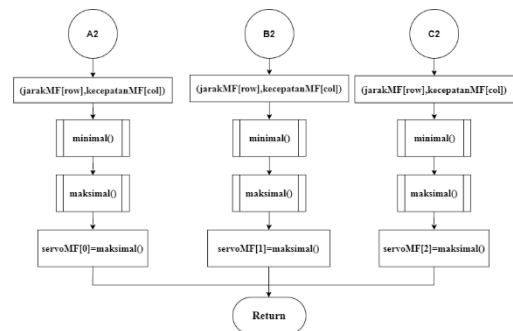 A2
B2
C2
(jarakMF[row],kecepatanMF[col])
(jarakMF[row],kecepatanMF[col])
(jarakMF[row],kecepatanMF[col])
minimal()
minimal()
minimal()
maksimal()
maksimal()
maksimal()
servoMF[0]=maksimal()
servoMF[1]=maksimal()
servoMF[2]=maksimal()
Return